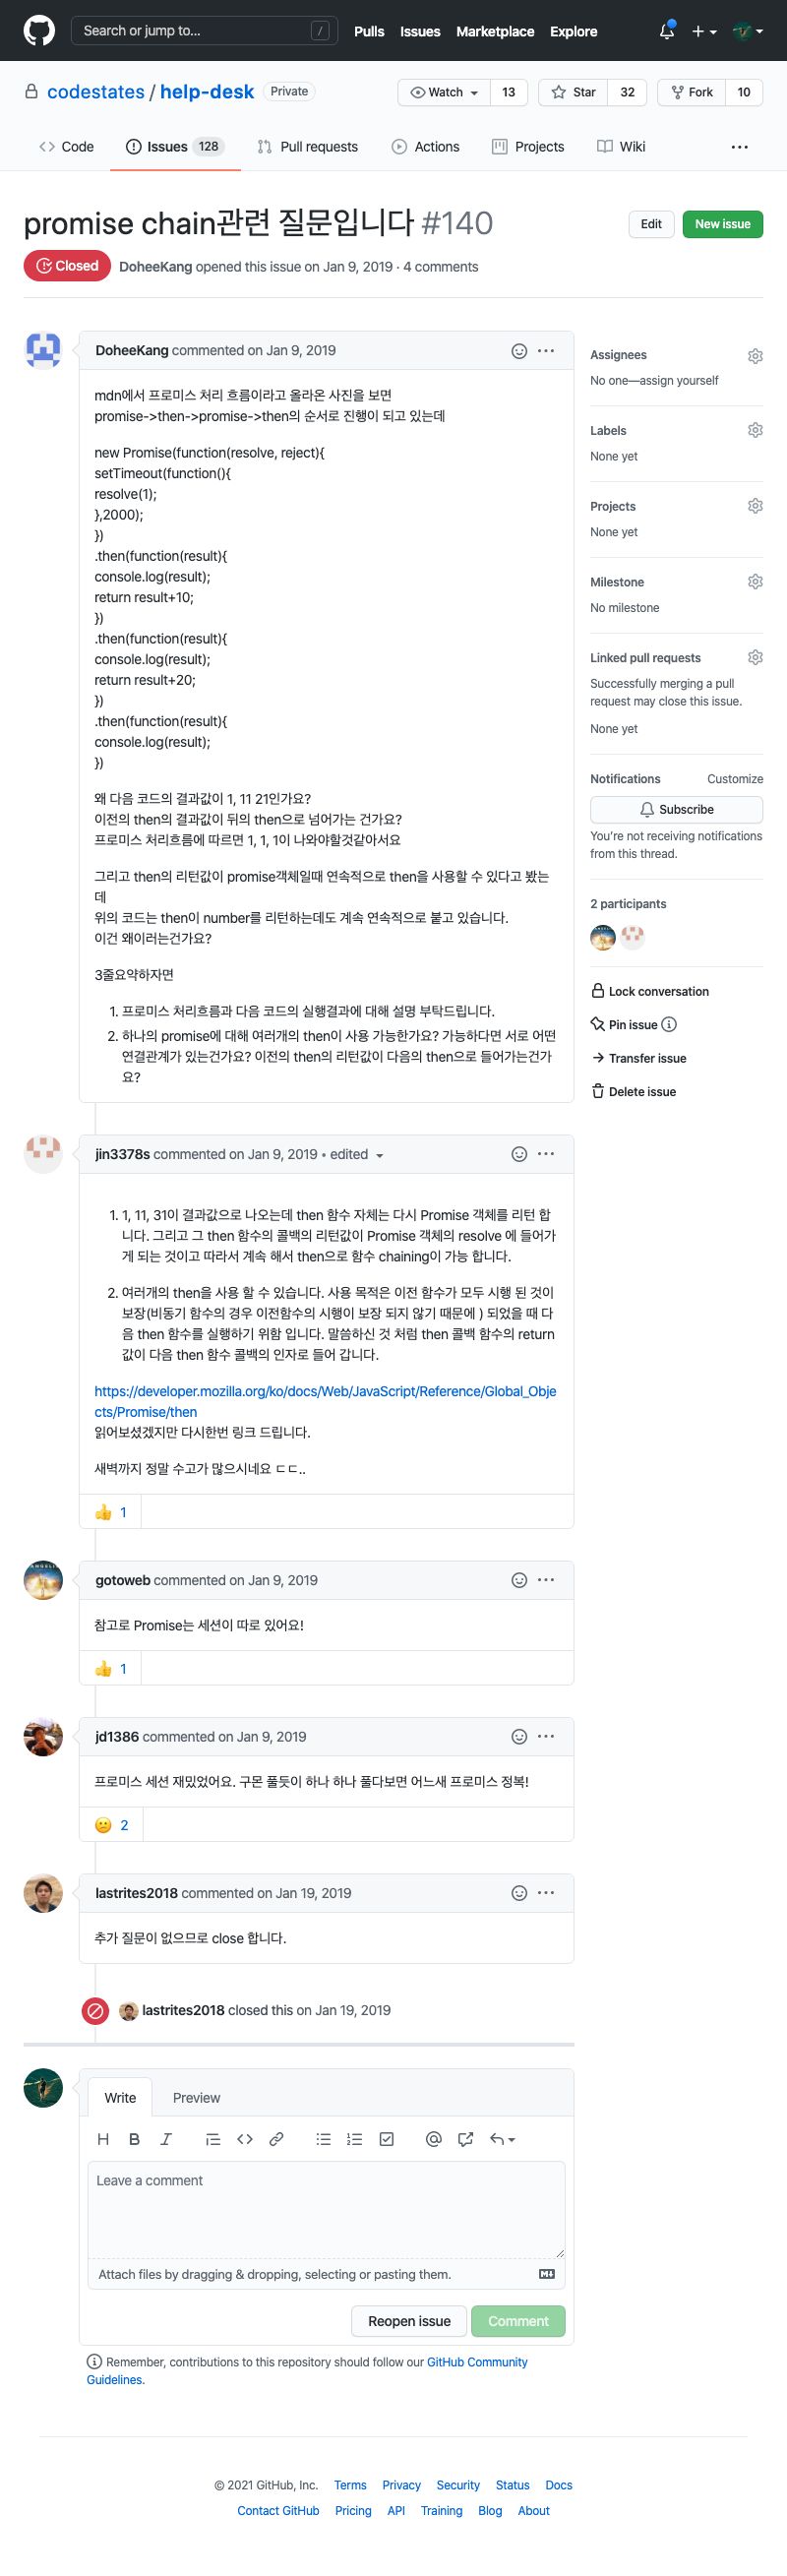 Search or jump to... /
Pulls Issues Marketplace Explore
codestates / help-desk Private
Watch 13 Star 32 Fork 10
Code Issues 128 Pull requests Actions Projects Wiki ...
promise chain관련 질문입니다 #140
Edit New issue
Closed DoheeKang opened this issue on Jan 9, 2019 · 4 comments
DoheeKang commented on Jan 9, 2019
mdn에서 프로미스 처리 흐름이라고 올라온 사진을 보면
promise->then->promise->then의 순서로 진행이 되고 있는데
new Promise(function(resolve, reject){
setTimeout(function(){
resolve(1);
},2000);
})
.then(function(result){
console.log(result);
return result+10;
})
.then(function(result){
console.log(result);
return result+20;
})
.then(function(result){
console.log(result);
})
왜 다음 코드의 결과값이 1, 11 21인가요?
이전의 then의 결과값이 뒤의 then으로 넘어가는 건가요?
프로미스 처리흐름에 따르면 1, 1, 1이 나와야할것같아서요
그리고 then의 리턴값이 promise객체일때 연속적으로 then을 사용할 수 있다고 봤는
데
위의 코드는 then이 number를 리턴하는데도 계속 연속적으로 붙고 있습니다.
이건 왜이러는건가요?
3줄요약하자면
1. 프로미스 처리흐름과 다음 코드의 실행결과에 대해 설명 부탁드립니다.
2. 하나의 promise에 대해 여러개의 then이 사용 가능한가요? 가능하다면 서로 어떤
연결관계가 있는건가요? 이전의 then의 리턴값이 다음의 then으로 들어가는건가
요?
Assignees
No one—assign yourself
Labels
None yet
Projects
None yet
Milestone
No milestone
Linked pull requests
Successfully merging a pull
request may close this issue.
None yet
Notifications Customize
Subscribe
You're not receiving notifications
from this thread.
2 participants
Lock conversation
Pin issue
Transfer issue
Delete issue
jin3378s commented on Jan 9, 2019 • edited
1. 1, 11, 31이 결과값으로 나오는데 then 함수 자체는 다시 Promise 객체를 리턴 합
니다. 그리고 그 then 함수의 콜백의 리턴값이 Promise 객체의 resolve 에 들어가
게 되는 것이고 따라서 계속 해서 then으로 함수 chaining이 가능 합니다.
2. 여러개의 then을 사용 할 수 있습니다. 사용 목적은 이전 함수가 모두 시행 된 것이
보장(비동기 함수의 경우 이전함수의 시행이 보장 되지 않기 때문에 ) 되었을 때 다
음 then 함수를 실행하기 위함 입니다. 말씀하신 것 처럼 then 콜백 함수의 return
값이 다음 then 함수 콜백의 인자로 들어 갑니다.
https://developer.mozilla.org/ko/docs/Web/JavaScript/Reference/Global_Obje
cts/Promise/then
읽어보셨겠지만 다시한번 링크 드립니다.
새벽까지 정말 수고가 많으시네요 ㄷㄷ..
👍 1
gotoweb commented on Jan 9, 2019
참고로 Promise는 세션이 따로 있어요!
👍 1
jd1386 commented on Jan 9, 2019
프로미스 세션 재밌었어요. 구몬 풀듯이 하나 하나 풀다보면 어느새 프로미스 정복!
😕 2
lastrites2018 commented on Jan 19, 2019
추가 질문이 없으므로 close 합니다.
lastrites2018 closed this on Jan 19, 2019
Write Preview
H B I
Leave a comment
Attach files by dragging & dropping, selecting or pasting them.
Reopen issue Comment
Remember, contributions to this repository should follow our GitHub Community
Guidelines.
© 2021 GitHub, Inc. Terms Privacy Security Status Docs
Contact GitHub Pricing API Training Blog About